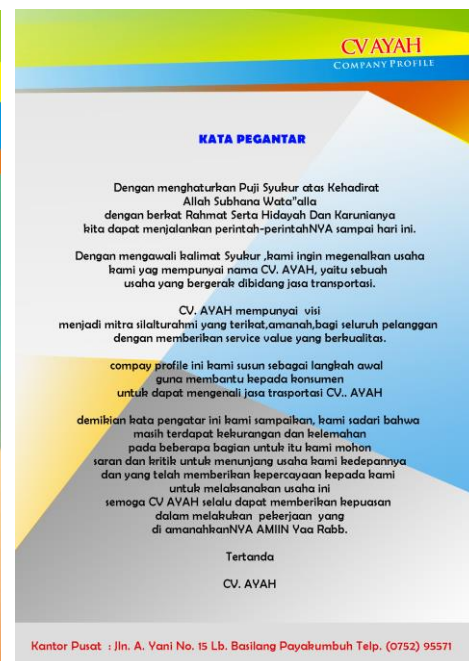 CV AYAH
COMPANY PROFILE
KATA PEGANTAR
Dengan menghaturkan Puji Syukur atas Kehadirat
Allah Subhana Wata"alla
dengan berkat Rahmat Serta Hidayah Dan Karunianya
kita dapat menjalankan perintah-perintahNYA sampai hari ini.
Dengan mengawali kalimat Syukur ,kami ingin megenalkan usaha
kami yag mempunyai nama CV. AYAH, yaitu sebuah
usaha yang bergerak dibidang jasa transportasi.
CV. AYAH mempunyai visi
menjadi mitra silalturahmi yang terikat,amanah,bagi seluruh pelanggan
dengan memberikan service value yang berkualitas.
compay profile ini kami susun sebagai langkah awal
guna membantu kepada konsumen
untuk dapat mengenali jasa trasportasi CV.. AYAH
demikian kata pengatar ini kami sampaikan, kami sadari bahwa
masih terdapat kekurangan dan kelemahan
pada beberapa bagian untuk itu kami mohon
saran dan kritik untuk menunjang usaha kami kedepannya
dan yang telah memberikan kepercayaan kepada kami
untuk melaksanakan usaha ini
semoga CV AYAH selalu dapat memberikan kepuasan
dalam melakukan pekerjaan yang
di amanahkanNYA AMIIN Yaa Rabb.
Tertanda
CV. AYAH
Kantor Pusat : Jln. A. Yani No. 15 Lb. Basilang Payakumbuh Telp. (0752) 95571